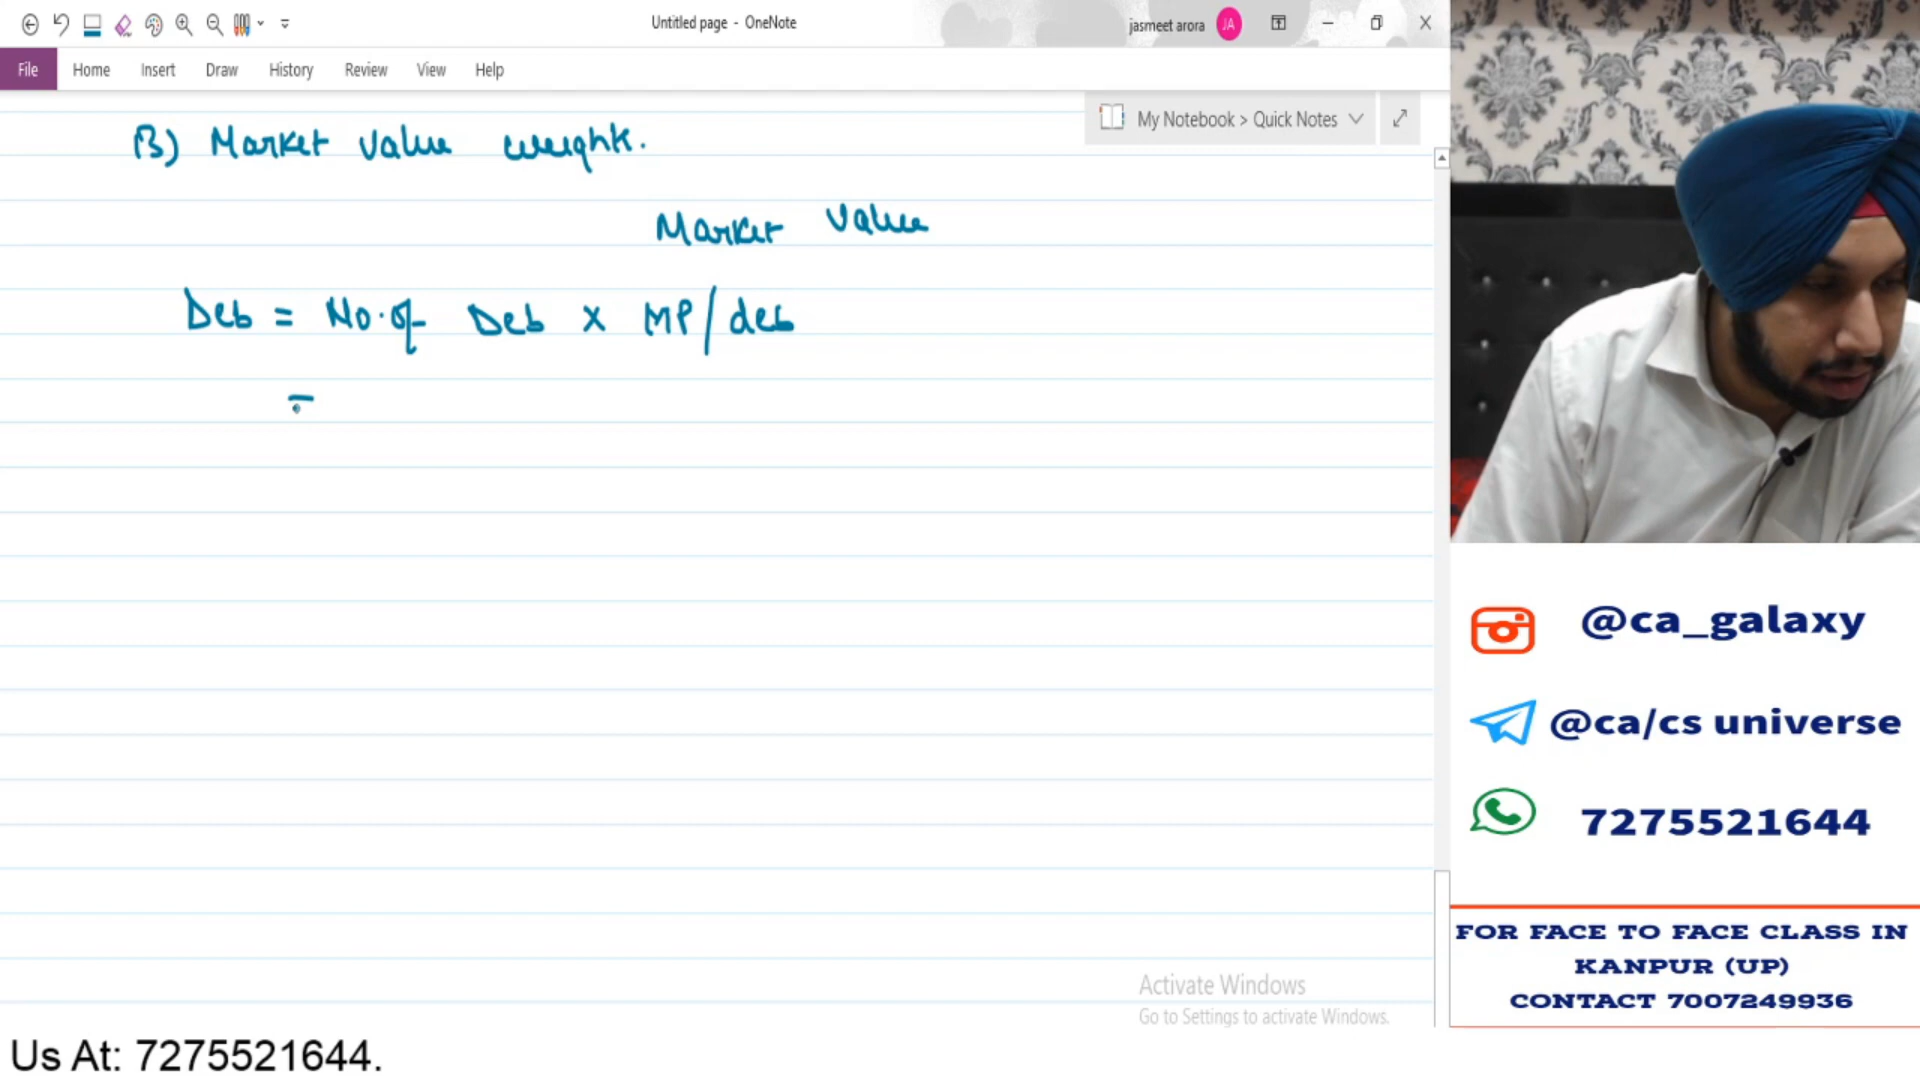 Untitled page - OneNote
jasmeet arora JA
File Home Insert Draw History Review View Help
My Notebook > Quick Notes
B) Market Value weights.
Market Value
Deb = No. of Deb x MP/deb
=
@ca_galaxy
@ca/cs universe
7275521644
FOR FACE TO FACE CLASS IN
KANPUR (UP)
CONTACT 7007249936
Activate Windows
Go to Settings to activate Windows.
Us At: 7275521644.